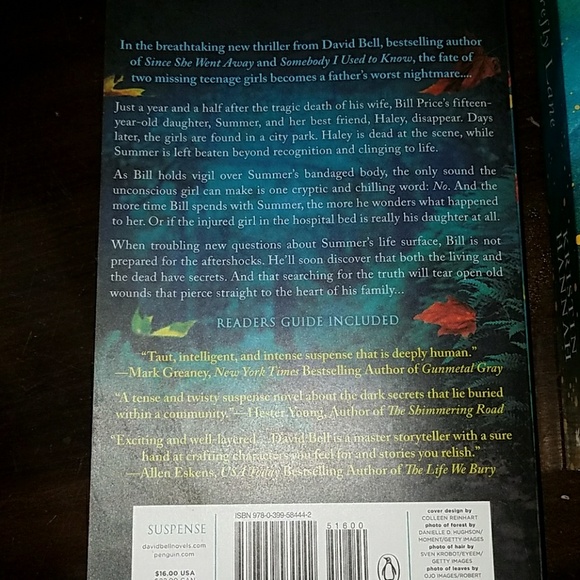 In the breathtaking new thriller from David Bell, bestselling author
of Since She Went Away and Somebody I Used to Know, the fate of
two missing teenage girls becomes a father's worst nightmare....
Just a year and a half after the tragic death of his wife, Bill Price's fifteen-
year-old daughter, Summer, and her best friend, Haley, disappear. Days
later, the girls are found in a city park. Haley is dead at the scene, while
Summer is left beaten beyond recognition and clinging to life.
As Bill holds vigil over Summer's bandaged body, the only sound the
unconscious girl can make is one cryptic and chilling word: No. And the
more time Bill spends with Summer, the more he wonders what happened
to her. Or if the injured girl in the hospital bed is really his daughter at all.
When troubling new questions about Summer's life surface, Bill is not
prepared for the aftershocks. He'll soon discover that both the living and
the dead have secrets. And that searching for the truth will tear open old
wounds that pierce straight to the heart of his family...
READERS GUIDE INCLUDED
"Taut, intelligent, and intense suspense that is deeply human."
—Mark Greaney, New York Times Bestselling Author of Gunmetal Gray
"A tense and twisty suspense novel about the dark secrets that lie buried
within a community."—Hester Young, Author of The Shimmering Road
"Exciting and well-layered... David Bell is a master storyteller with a sure
hand at crafting characters you feel for and stories you relish."
—Allen Eskens, USA Today Bestselling Author of The Life We Bury
SUSPENSE
davidbellnovels.com
penguin.com
$16.00 USA
ISBN 978-0-399-58444-2
51600
cover design by
COLLEEN REINHART
photo of forest by
DANIELLE D. HUGHSON/
MOMENT/GETTY IMAGES
photo of hair by
SVEN KROBOT/EYEEM/
GETTY IMAGES
photo of leaves by
OJO IMAGES/ROBERT
Lane
HANNAH